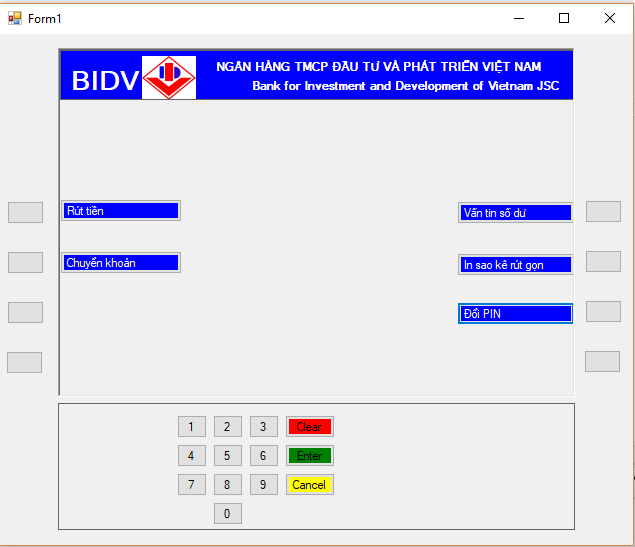 Form1
BIDV
NGÂN HÀNG TMCP ĐẦU TƯ VÀ PHÁT TRIỂN VIỆT NAM
Bank for Investment and Development of Vietnam JSC
Rút tiền
Vấn tin số dư
Chuyển khoản
In sao kê rút gọn
Đổi PIN
1 2 3 Clear
4 5 6 Enter
7 8 9 Cancel
0